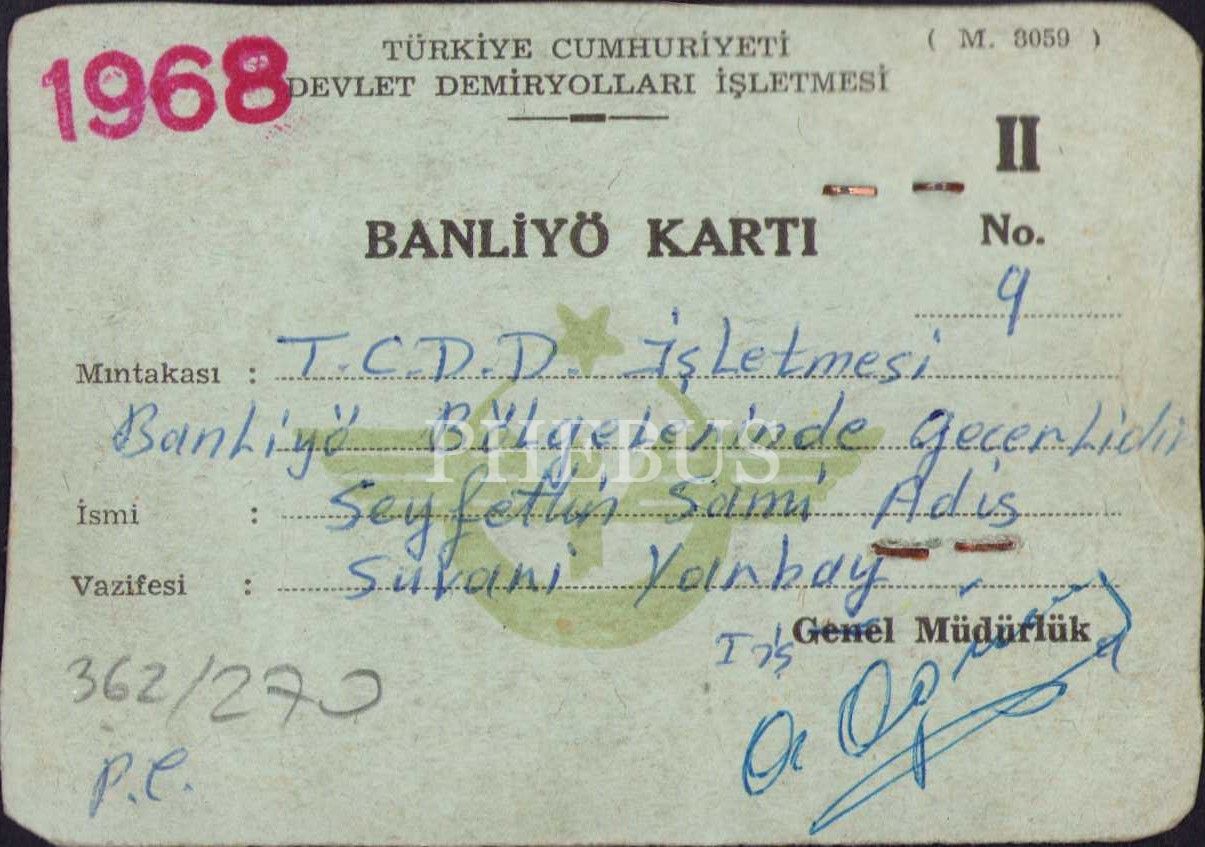 1968
TÜRKİYE CUMHURİYETİ
( M. 3059 )
DEVLET DEMİRYOLLARI İŞLETMESİ
II
BANLİYÖ KARTI
No.
9
Mıntakası : T.C.D.D. İşletmesi
Banliyö Bölgelerinde Geçerlidir
PHEBUS
İsmi : Seyfettin Sami Adis
Vazifesi : Süvari Yarbay
Genel Müdürlük
362/270
P.E.